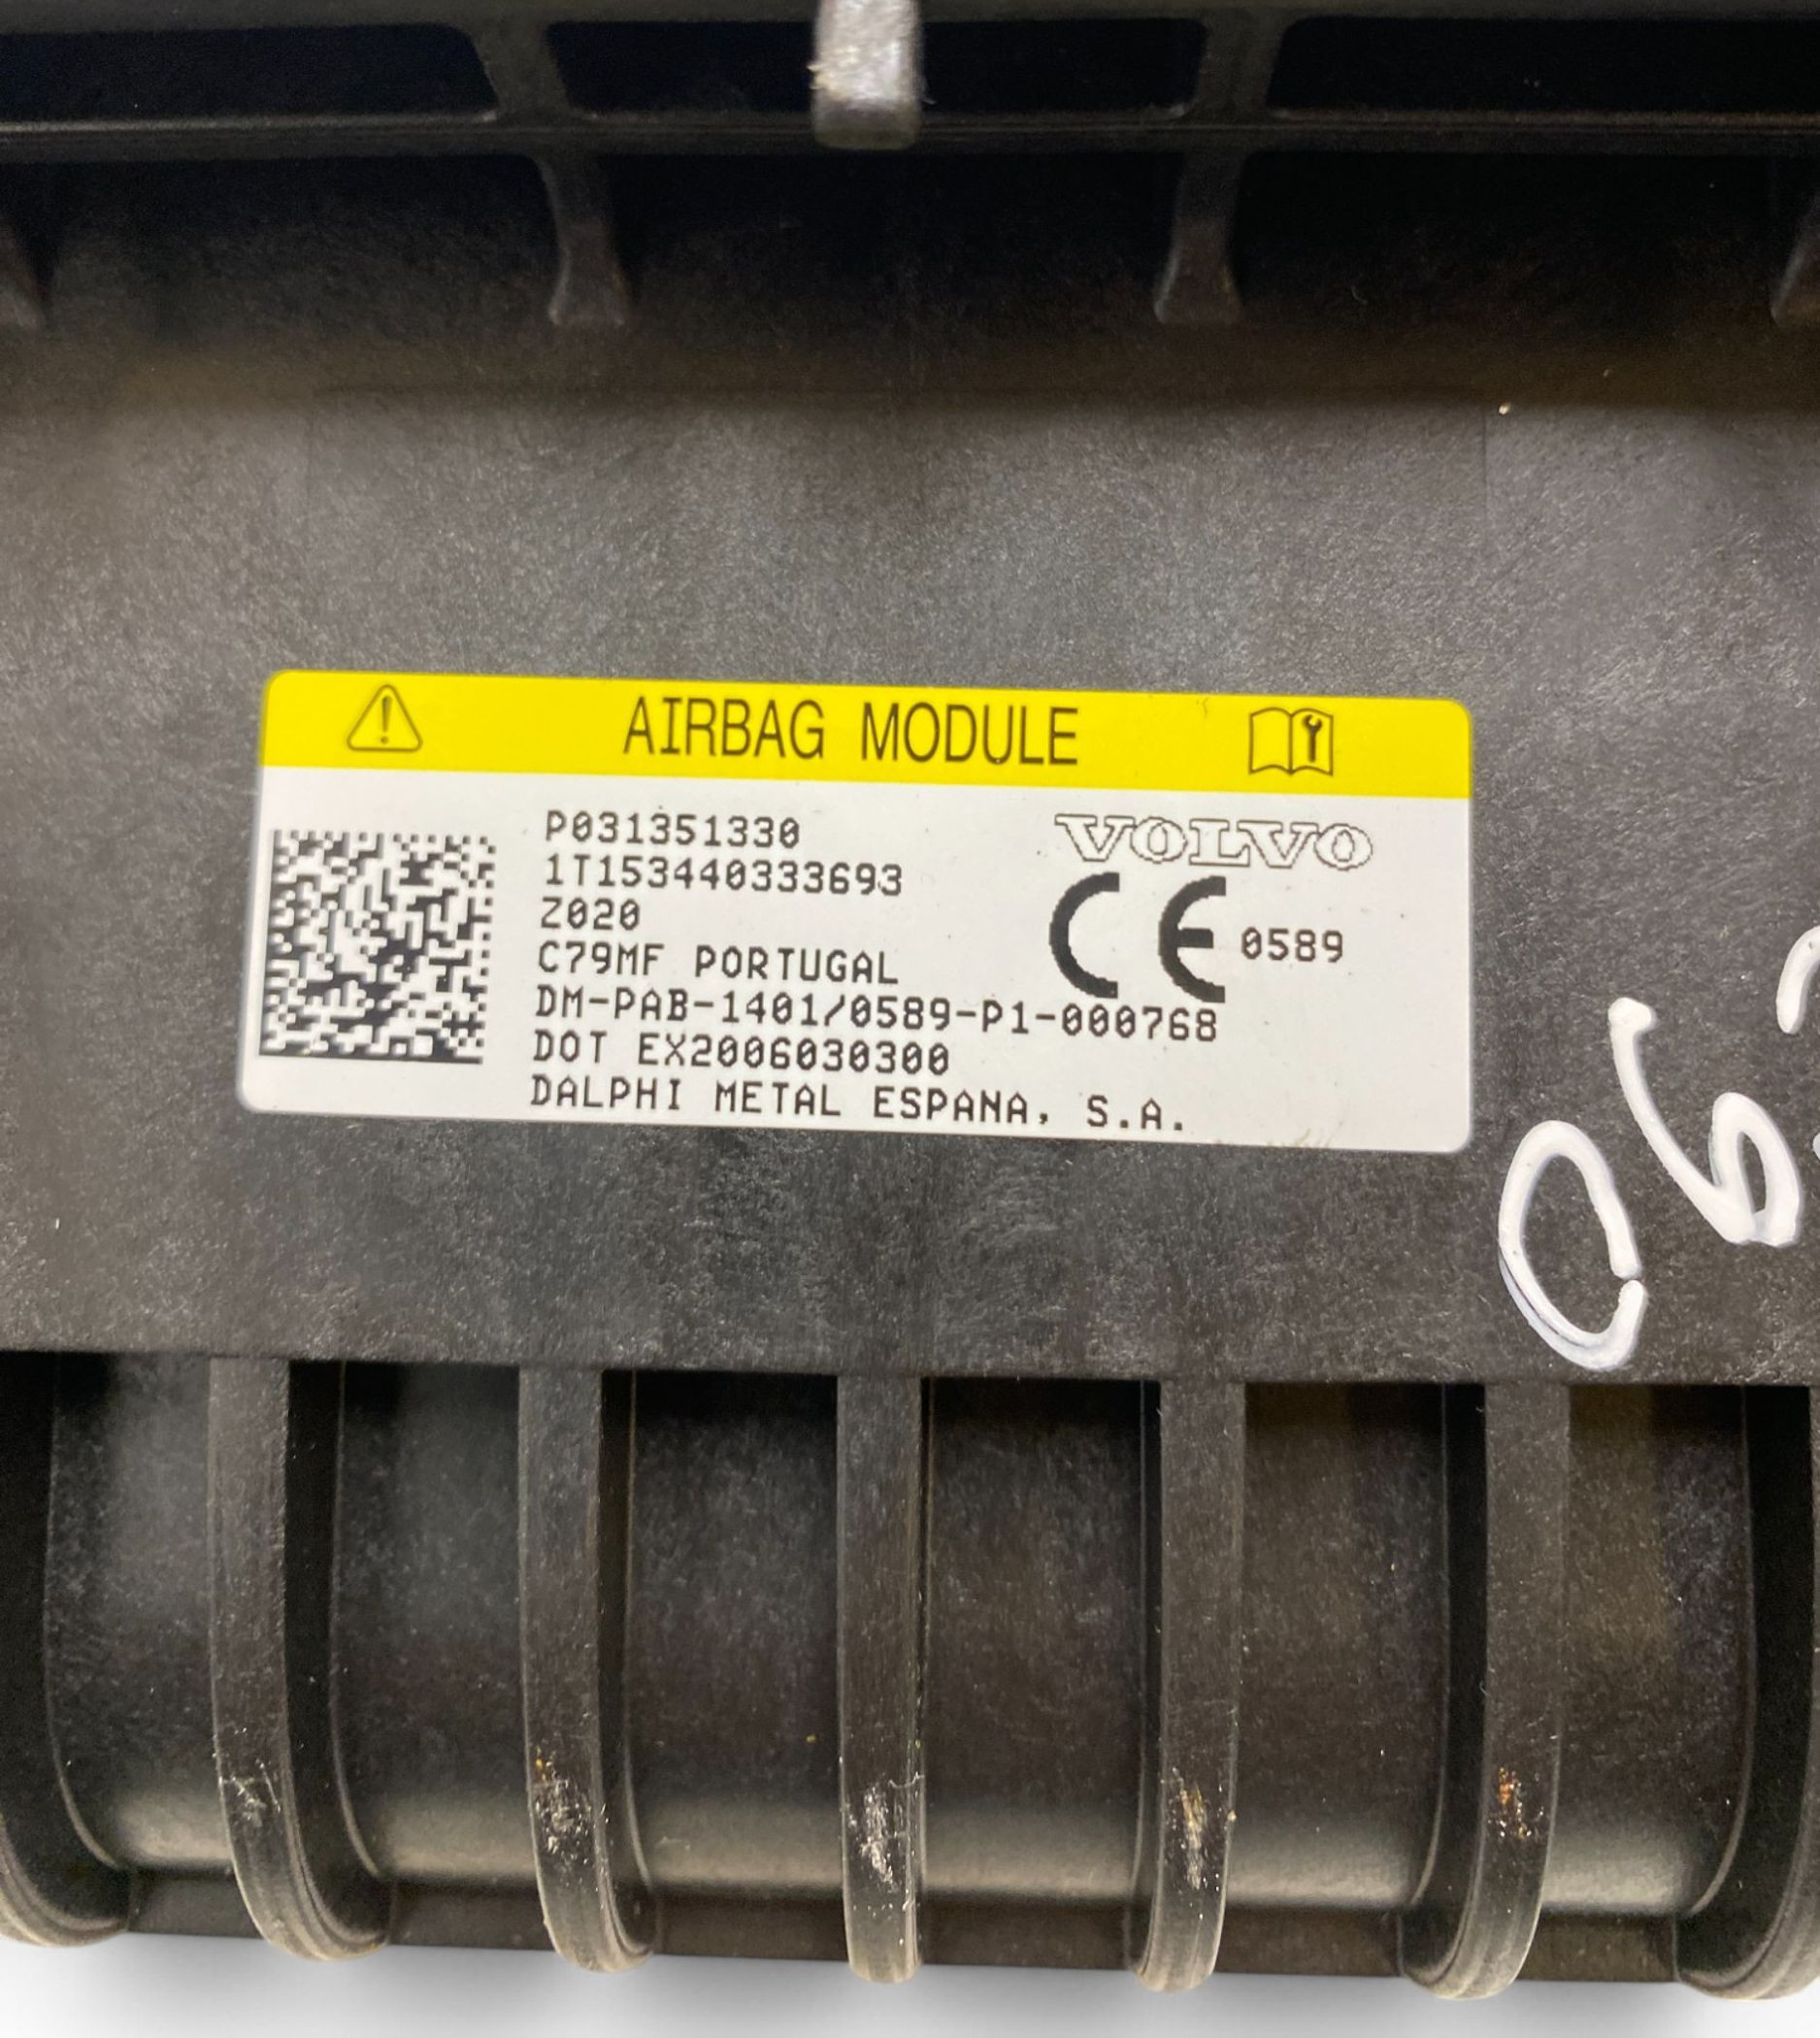 AIRBAG MODULE
P031351330
1T153440333693
Z020
C79MF PORTUGAL
DM-PAB-1401/0589-P1-000768
DOT EX2006030300
DALPHI METAL ESPANA, S.A.
VOLVO
CE 0589
06